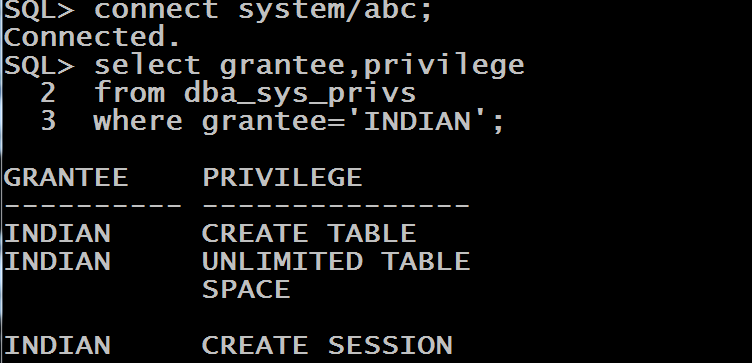 SQL> connect system/abc;
Connected.
SQL> select grantee,privilege
  2  from dba_sys_privs
  3  where grantee='INDIAN';

GRANTEE    PRIVILEGE
---------- ---------------
INDIAN     CREATE TABLE
INDIAN     UNLIMITED TABLE
           SPACE

INDIAN     CREATE SESSION